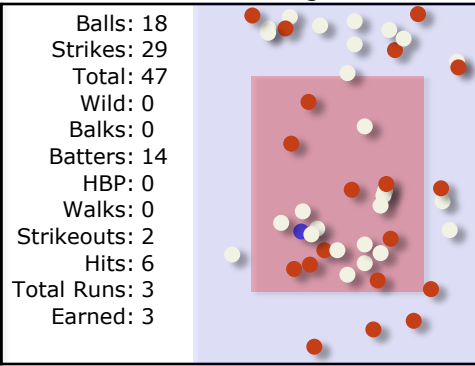 Balls: 18
Strikes: 29
Total: 47
Wild: 0
Balks: 0
Batters: 14
HBP: 0
Walks: 0
Strikeouts: 2
Hits: 6
Total Runs: 3
Earned: 3